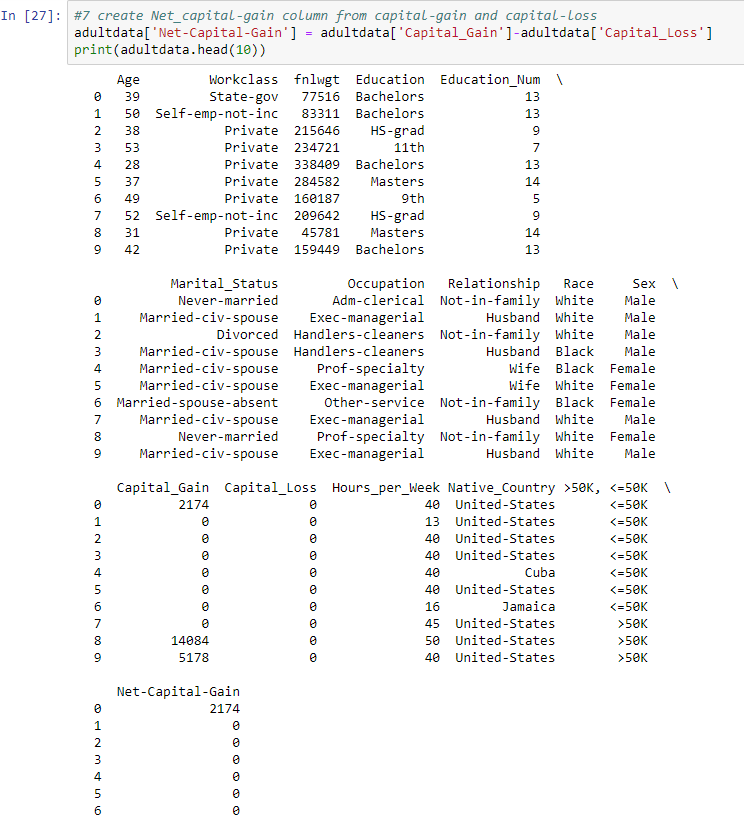 In [27]: #7 create Net_capital-gain column from capital-gain and capital-loss
adultdata['Net-Capital-Gain'] = adultdata['Capital_Gain']-adultdata['Capital_Loss']
print(adultdata.head(10))
Age Workclass fnlwgt Education Education_Num \
0 39 State-gov 77516 Bachelors 13
1 50 Self-emp-not-inc 83311 Bachelors 13
2 38 Private 215646 HS-grad 9
3 53 Private 234721 11th 7
4 28 Private 338409 Bachelors 13
5 37 Private 284582 Masters 14
6 49 Private 160187 9th 5
7 52 Self-emp-not-inc 209642 HS-grad 9
8 31 Private 45781 Masters 14
9 42 Private 159449 Bachelors 13
Marital_Status Occupation Relationship Race Sex \
0 Never-married Adm-clerical Not-in-family White Male
1 Married-civ-spouse Exec-managerial Husband White Male
2 Divorced Handlers-cleaners Not-in-family White Male
3 Married-civ-spouse Handlers-cleaners Husband Black Male
4 Married-civ-spouse Prof-specialty Wife Black Female
5 Married-civ-spouse Exec-managerial Wife White Female
6 Married-spouse-absent Other-service Not-in-family Black Female
7 Married-civ-spouse Exec-managerial Husband White Male
8 Never-married Prof-specialty Not-in-family White Female
9 Married-civ-spouse Exec-managerial Husband White Male
Capital_Gain Capital_Loss Hours_per_Week Native_Country >50K, <=50K \
0 2174 0 40 United-States <=50K
1 0 0 13 United-States <=50K
2 0 0 40 United-States <=50K
3 0 0 40 United-States <=50K
4 0 0 40 Cuba <=50K
5 0 0 40 United-States <=50K
6 0 0 16 Jamaica <=50K
7 0 0 45 United-States >50K
8 14084 0 50 United-States >50K
9 5178 0 40 United-States >50K
Net-Capital-Gain
0 2174
1 0
2 0
3 0
4 0
5 0
6 0